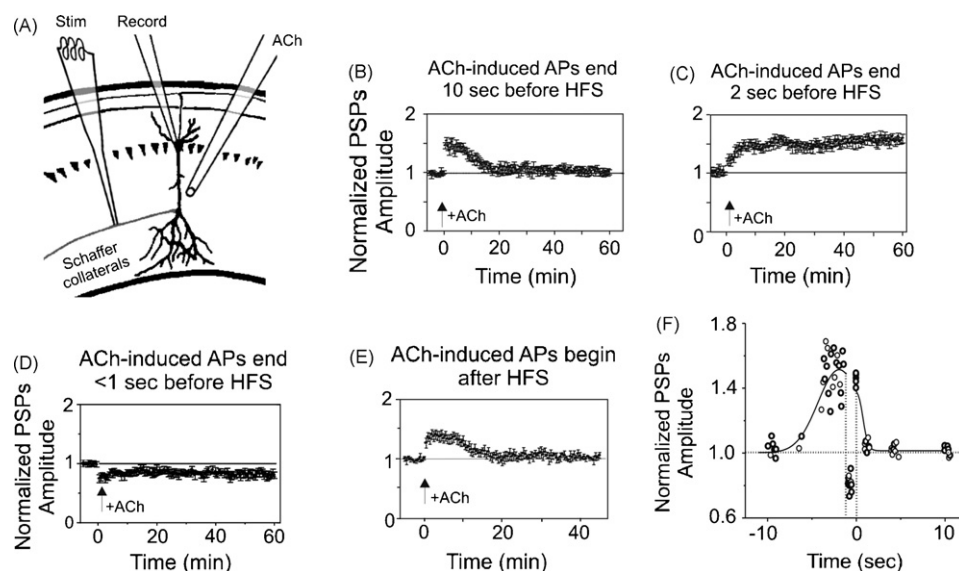 (A)
Stim
Record
ACh
Schaffer
collaterals
(B)
ACh-induced APs end
10 sec before HFS
Normalized PSPs
Amplitude
2
1
0
+ACh
0
20
40
60
Time (min)
(C)
ACh-induced APs end
2 sec before HFS
2
1
0
+ACh
0
20
40
60
Time (min)
(D)
ACh-induced APs end
<1 sec before HFS
Normalized PSPs
Amplitude
2
1
0
+ACh
0
20
40
60
Time (min)
(E)
ACh-induced APs begin
after HFS
2
1
0
+ACh
0
20
40
Time (min)
(F)
Normalized PSPs
Amplitude
1.8
1.4
1.0
0.6
-10
-5
0
5
10
Time (sec)